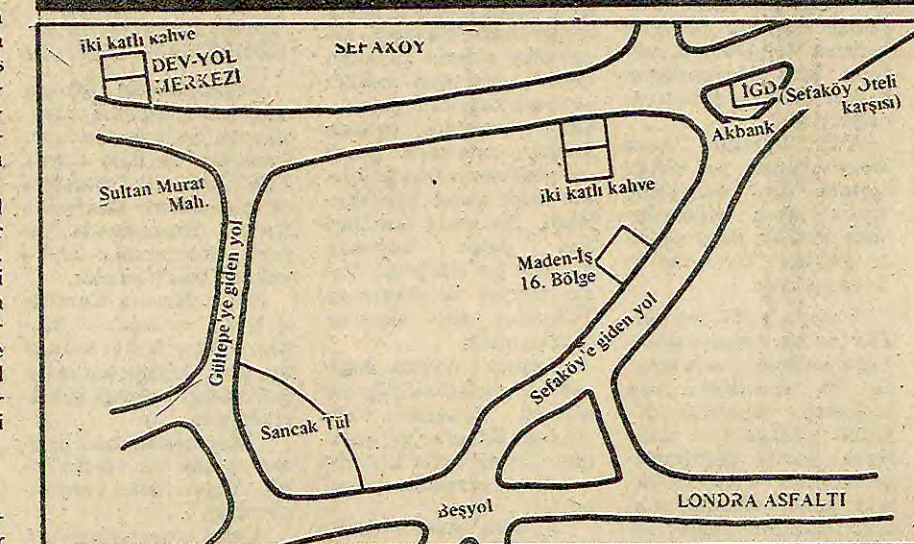 iki katlı kahve
DEV-YOL
MERKEZİ
SEFAKÖY
İGD
(Sefaköy Oteli
karşısı)
Akbank
iki katlı kahve
Sultan Murat
Mah.
Maden-İş
16. Bölge
Gültepe'ye giden yol
Sefaköy'e giden yol
Sancak Tül
Beşyol
LONDRA ASFALTI